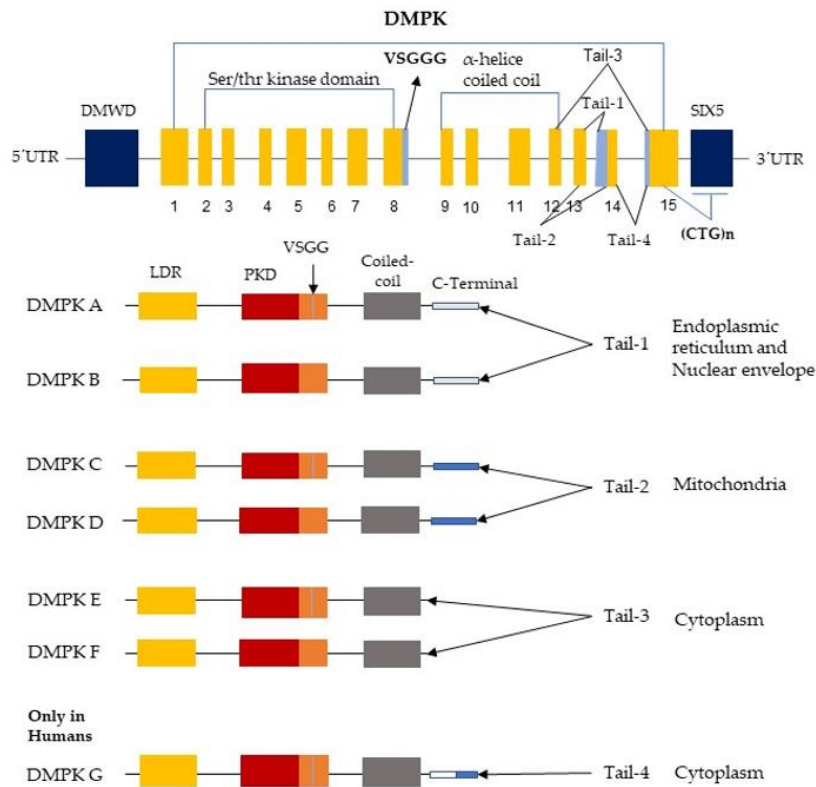 DMPK
VSGGG
α-helice
coiled coil
Tail-3
Ser/thr kinase domain
Tail-1
DMWD
SIX5
5´UTR
3´UTR
1 2 3 4 5 6 7 8 9 10 11 12 13 14 15
Tail-2
Tail-4
(CTG)n
VSGG
LDR
PKD
Coiled-
coil
C-Terminal
DMPK A
Tail-1
Endoplasmic
reticulum and
Nuclear envelope
DMPK B
DMPK C
Tail-2
Mitochondria
DMPK D
DMPK E
Tail-3
Cytoplasm
DMPK F
Only in
Humans
DMPK G
Tail-4
Cytoplasm